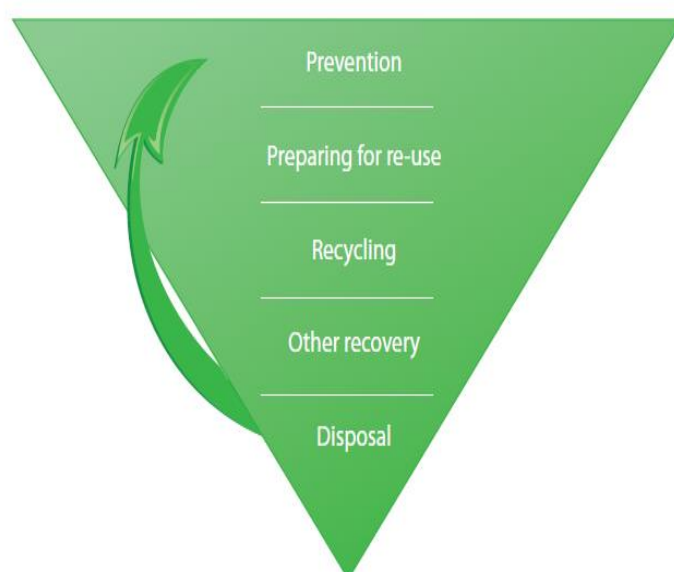 Prevention
Preparing for re-use
Recycling
Other recovery
Disposal